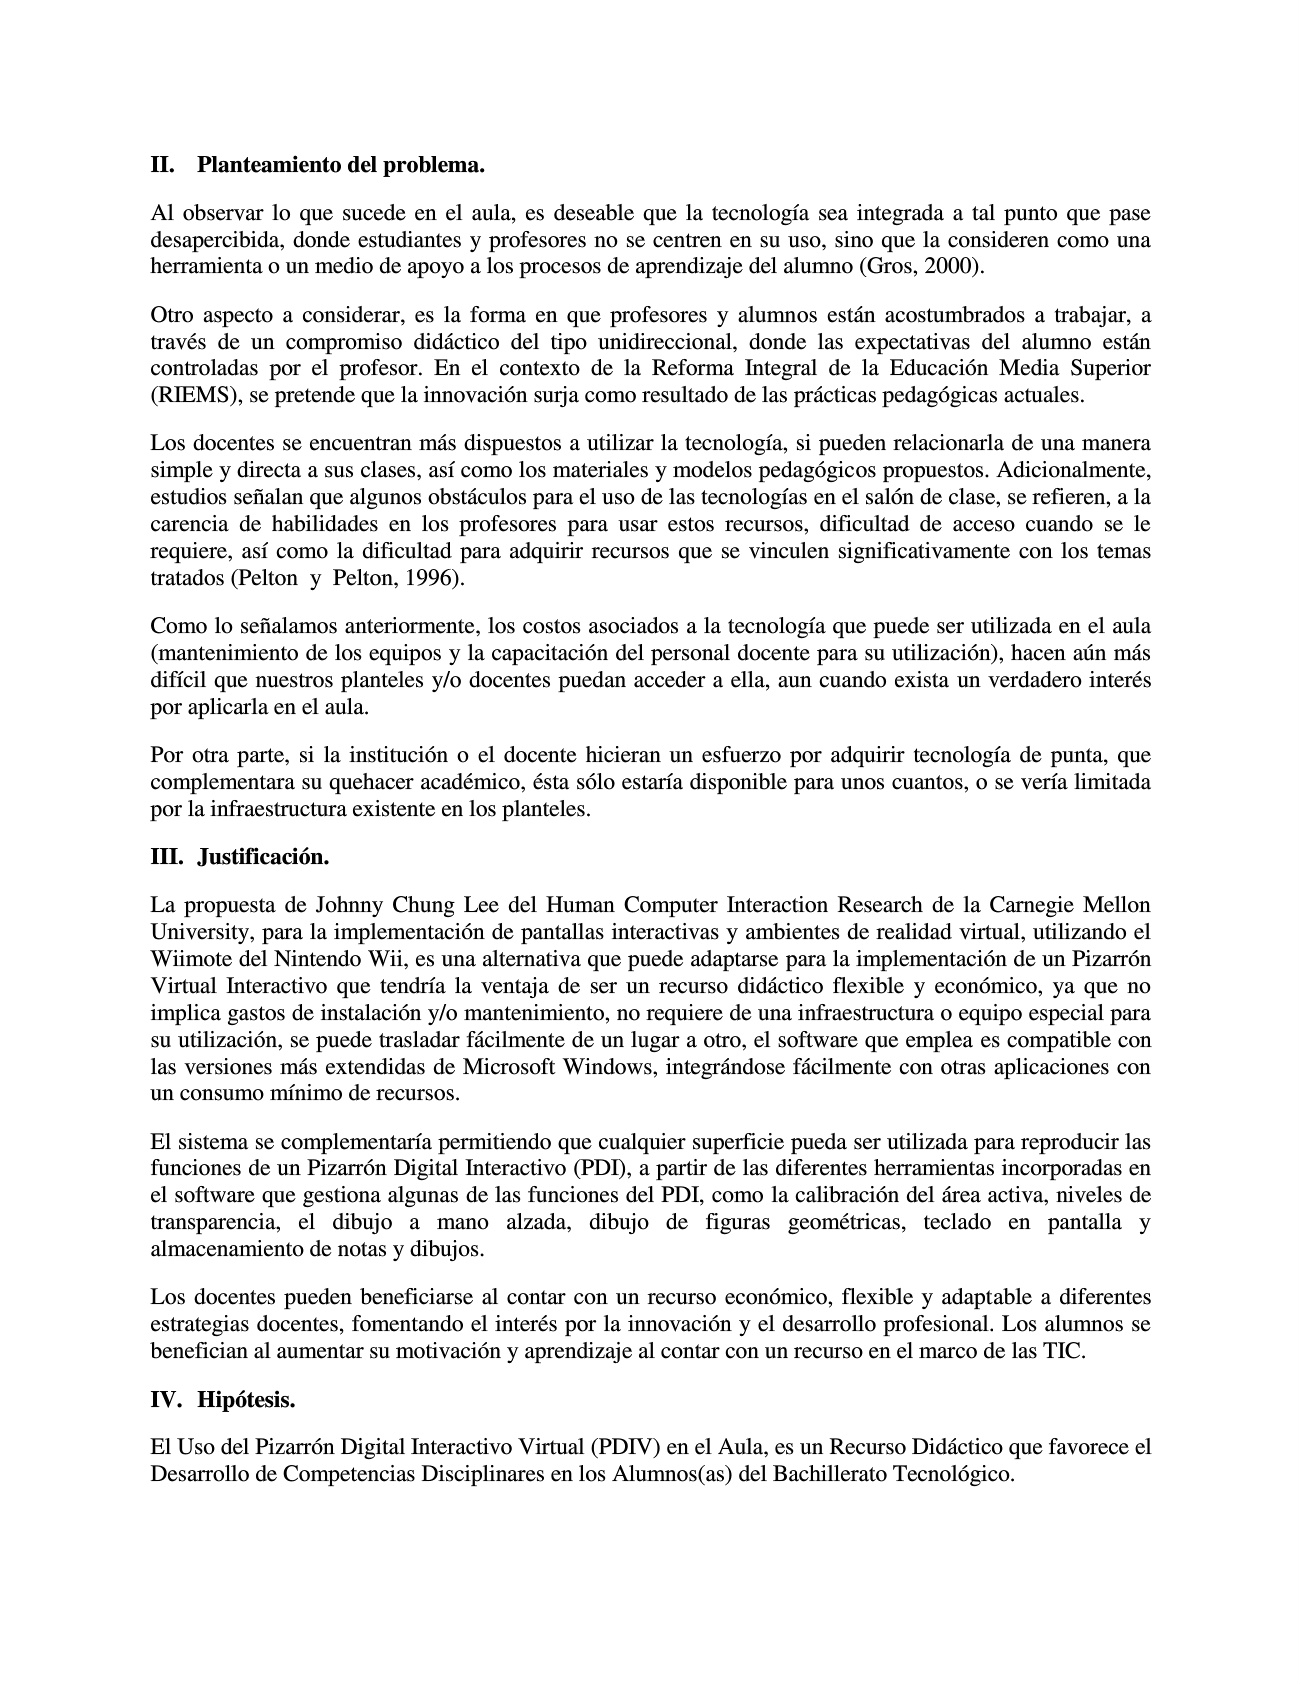 II. Planteamiento del problema.
Al observar lo que sucede en el aula, es deseable que la tecnología sea integrada a tal punto que pase
desapercibida, donde estudiantes y profesores no se centren en su uso, sino que la consideren como una
herramienta o un medio de apoyo a los procesos de aprendizaje del alumno (Gros, 2000).
Otro aspecto a considerar, es la forma en que profesores y alumnos están acostumbrados a trabajar, a
través de un compromiso didáctico del tipo unidireccional, donde las expectativas del alumno están
controladas por el profesor. En el contexto de la Reforma Integral de la Educación Media Superior
(RIEMS), se pretende que la innovación surja como resultado de las prácticas pedagógicas actuales.
Los docentes se encuentran más dispuestos a utilizar la tecnología, si pueden relacionarla de una manera
simple y directa a sus clases, así como los materiales y modelos pedagógicos propuestos. Adicionalmente,
estudios señalan que algunos obstáculos para el uso de las tecnologías en el salón de clase, se refieren, a la
carencia de habilidades en los profesores para usar estos recursos, dificultad de acceso cuando se le
requiere, así como la dificultad para adquirir recursos que se vinculen significativamente con los temas
tratados (Pelton y Pelton, 1996).
Como lo señalamos anteriormente, los costos asociados a la tecnología que puede ser utilizada en el aula
(mantenimiento de los equipos y la capacitación del personal docente para su utilización), hacen aún más
difícil que nuestros planteles y/o docentes puedan acceder a ella, aun cuando exista un verdadero interés
por aplicarla en el aula.
Por otra parte, si la institución o el docente hicieran un esfuerzo por adquirir tecnología de punta, que
complementara su quehacer académico, ésta sólo estaría disponible para unos cuantos, o se vería limitada
por la infraestructura existente en los planteles.
III. Justificación.
La propuesta de Johnny Chung Lee del Human Computer Interaction Research de la Carnegie Mellon
University, para la implementación de pantallas interactivas y ambientes de realidad virtual, utilizando el
Wiimote del Nintendo Wii, es una alternativa que puede adaptarse para la implementación de un Pizarrón
Virtual Interactivo que tendría la ventaja de ser un recurso didáctico flexible y económico, ya que no
implica gastos de instalación y/o mantenimiento, no requiere de una infraestructura o equipo especial para
su utilización, se puede trasladar fácilmente de un lugar a otro, el software que emplea es compatible con
las versiones más extendidas de Microsoft Windows, integrándose fácilmente con otras aplicaciones con
un consumo mínimo de recursos.
El sistema se complementaría permitiendo que cualquier superficie pueda ser utilizada para reproducir las
funciones de un Pizarrón Digital Interactivo (PDI), a partir de las diferentes herramientas incorporadas en
el software que gestiona algunas de las funciones del PDI, como la calibración del área activa, niveles de
transparencia, el dibujo a mano alzada, dibujo de figuras geométricas, teclado en pantalla y
almacenamiento de notas y dibujos.
Los docentes pueden beneficiarse al contar con un recurso económico, flexible y adaptable a diferentes
estrategias docentes, fomentando el interés por la innovación y el desarrollo profesional. Los alumnos se
benefician al aumentar su motivación y aprendizaje al contar con un recurso en el marco de las TIC.
IV. Hipótesis.
El Uso del Pizarrón Digital Interactivo Virtual (PDIV) en el Aula, es un Recurso Didáctico que favorece el
Desarrollo de Competencias Disciplinares en los Alumnos(as) del Bachillerato Tecnológico.